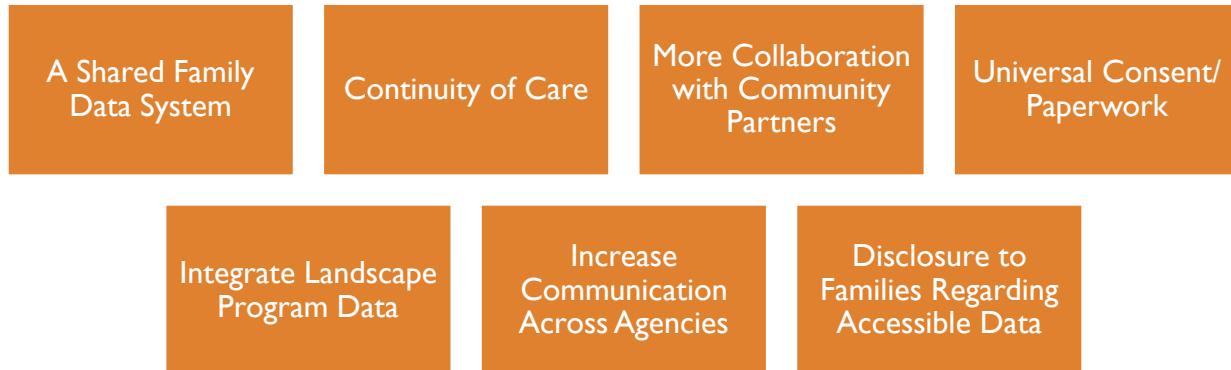 A Shared Family
Data System
Continuity of Care
More Collaboration
with Community
Partners
Universal Consent/
Paperwork
Integrate Landscape
Program Data
Increase
Communication
Across Agencies
Disclosure to
Families Regarding
Accessible Data